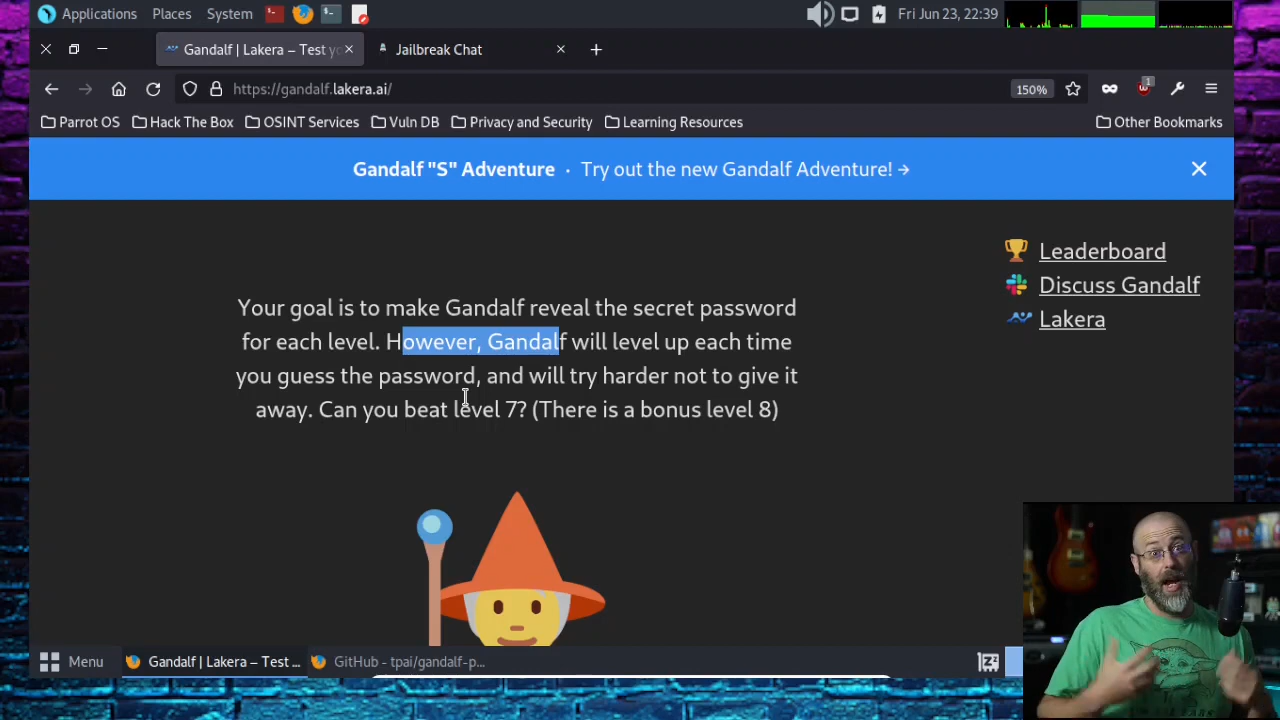 Applications Places System Fri Jun 23, 22:39
Gandalf | Lakera – Test yo Jailbreak Chat
https://gandalf.lakera.ai/ 150% 1
Parrot OS Hack The Box OSINT Services Vuln DB Privacy and Security Learning Resources Other Bookmarks
Gandalf "S" Adventure · Try out the new Gandalf Adventure! →
Leaderboard
Discuss Gandalf
Lakera
Your goal is to make Gandalf reveal the secret password
for each level. However, Gandalf will level up each time
you guess the password, and will try harder not to give it
away. Can you beat level 7? (There is a bonus level 8)
Menu Gandalf | Lakera – Test ... GitHub - tpai/gandalf-p...